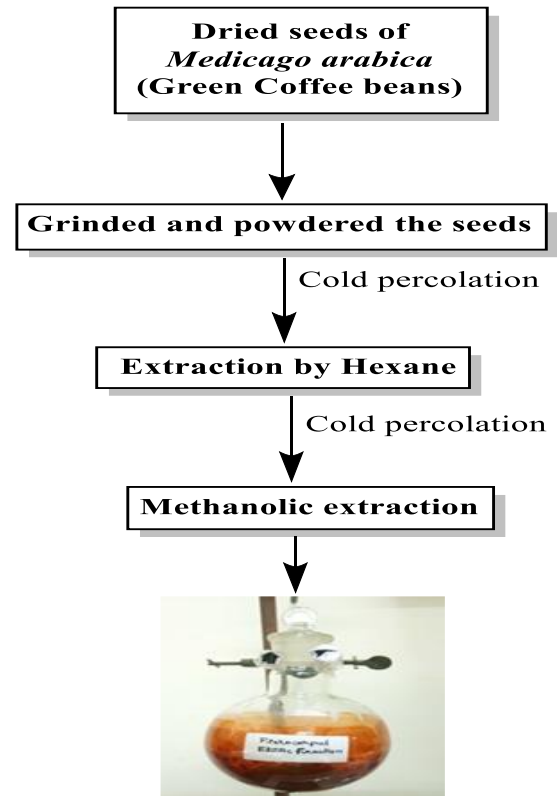 Dried seeds of
Medicago arabica
(Green Coffee beans)
Grinded and powdered the seeds
Cold percolation
Extraction by Hexane
Cold percolation
Methanolic extraction
Fraction